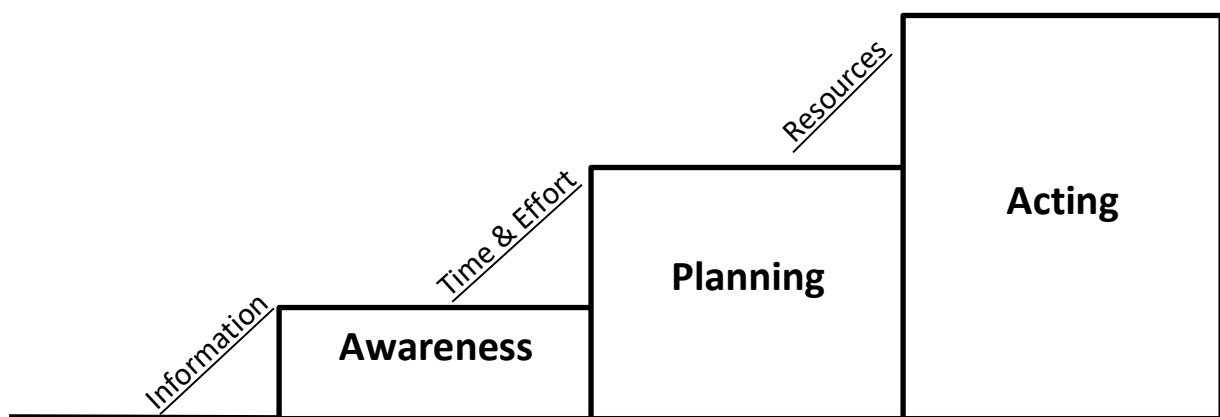 Information
Awareness
Time & Effort
Planning
Resources
Acting